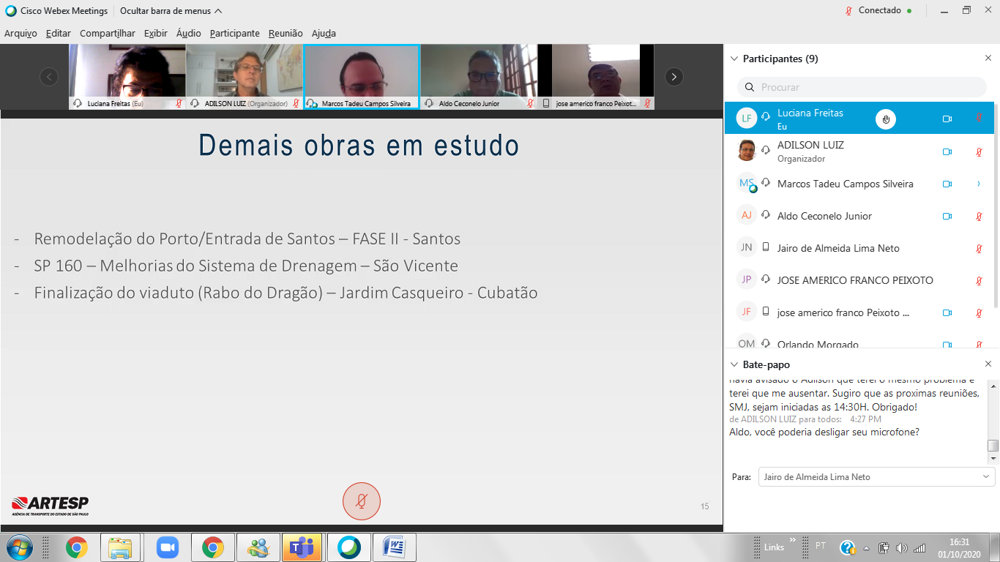 Cisco Webex Meetings
Ocultar barra de menus
Conectado
Arquivo Editar Compartilhar Exibir Áudio Participante Reunião Ajuda
Luciana Freitas (Eu)
ADILSON LUIZ (Organizador)
Marcos Tadeu Campos Silveira
Aldo Ceconelo Junior
jose americo franco Peixot...
Demais obras em estudo
- Remodelação do Porto/Entrada de Santos – FASE II - Santos
- SP 160 – Melhorias do Sistema de Drenagem – São Vicente
- Finalização do viaduto (Rabo do Dragão) – Jardim Casqueiro - Cubatão
ARTESP
AGÊNCIA DE TRANSPORTE DO ESTADO DE SÃO PAULO
15
Participantes (9)
Procurar
LF Luciana Freitas
Eu
ADILSON LUIZ
Organizador
MS Marcos Tadeu Campos Silveira
AJ Aldo Ceconelo Junior
JN Jairo de Almeida Lima Neto
JP JOSE AMERICO FRANCO PEIXOTO
JF jose americo franco Peixoto ...
OM Orlando Morgado
Bate-papo
havia avisado o Adilson que terei o mesmo problema e
terei que me ausentar. Sugiro que as proximas reuniões,
SMJ, sejam iniciadas as 14:30H. Obrigado!
de ADILSON LUIZ para todos: 4:27 PM
Aldo, você poderia desligar seu microfone?
Para: Jairo de Almeida Lima Neto
Links
PT
16:31
01/10/2020